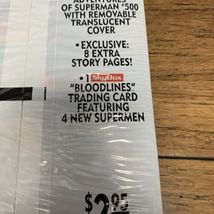 ADVENTURES
OF SUPERMAN #500
WITH REMOVABLE
TRANSLUCENT
COVER
• EXCLUSIVE:
8 EXTRA
STORY PAGES!
• 1 SkyBox
"BLOODLINES"
TRADING CARD
FEATURING
4 NEW SUPERMEN
$2.95